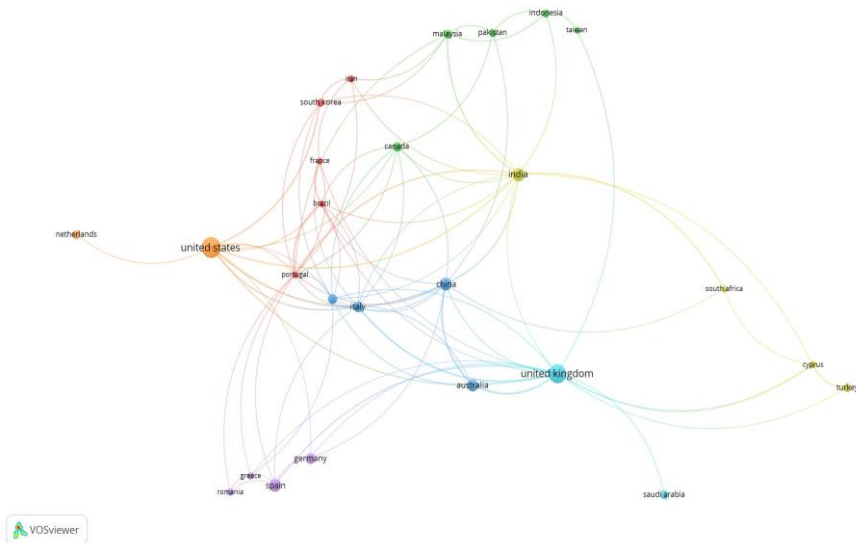 indonesia
malaysia
pakistan
taiwan
iran
south korea
canada
france
india
brazil
netherlands
united states
portugal
china
south africa
italy
cyprus
united kingdom
australia
turkey
germany
greece
spain
romania
saudi arabia
VOSviewer